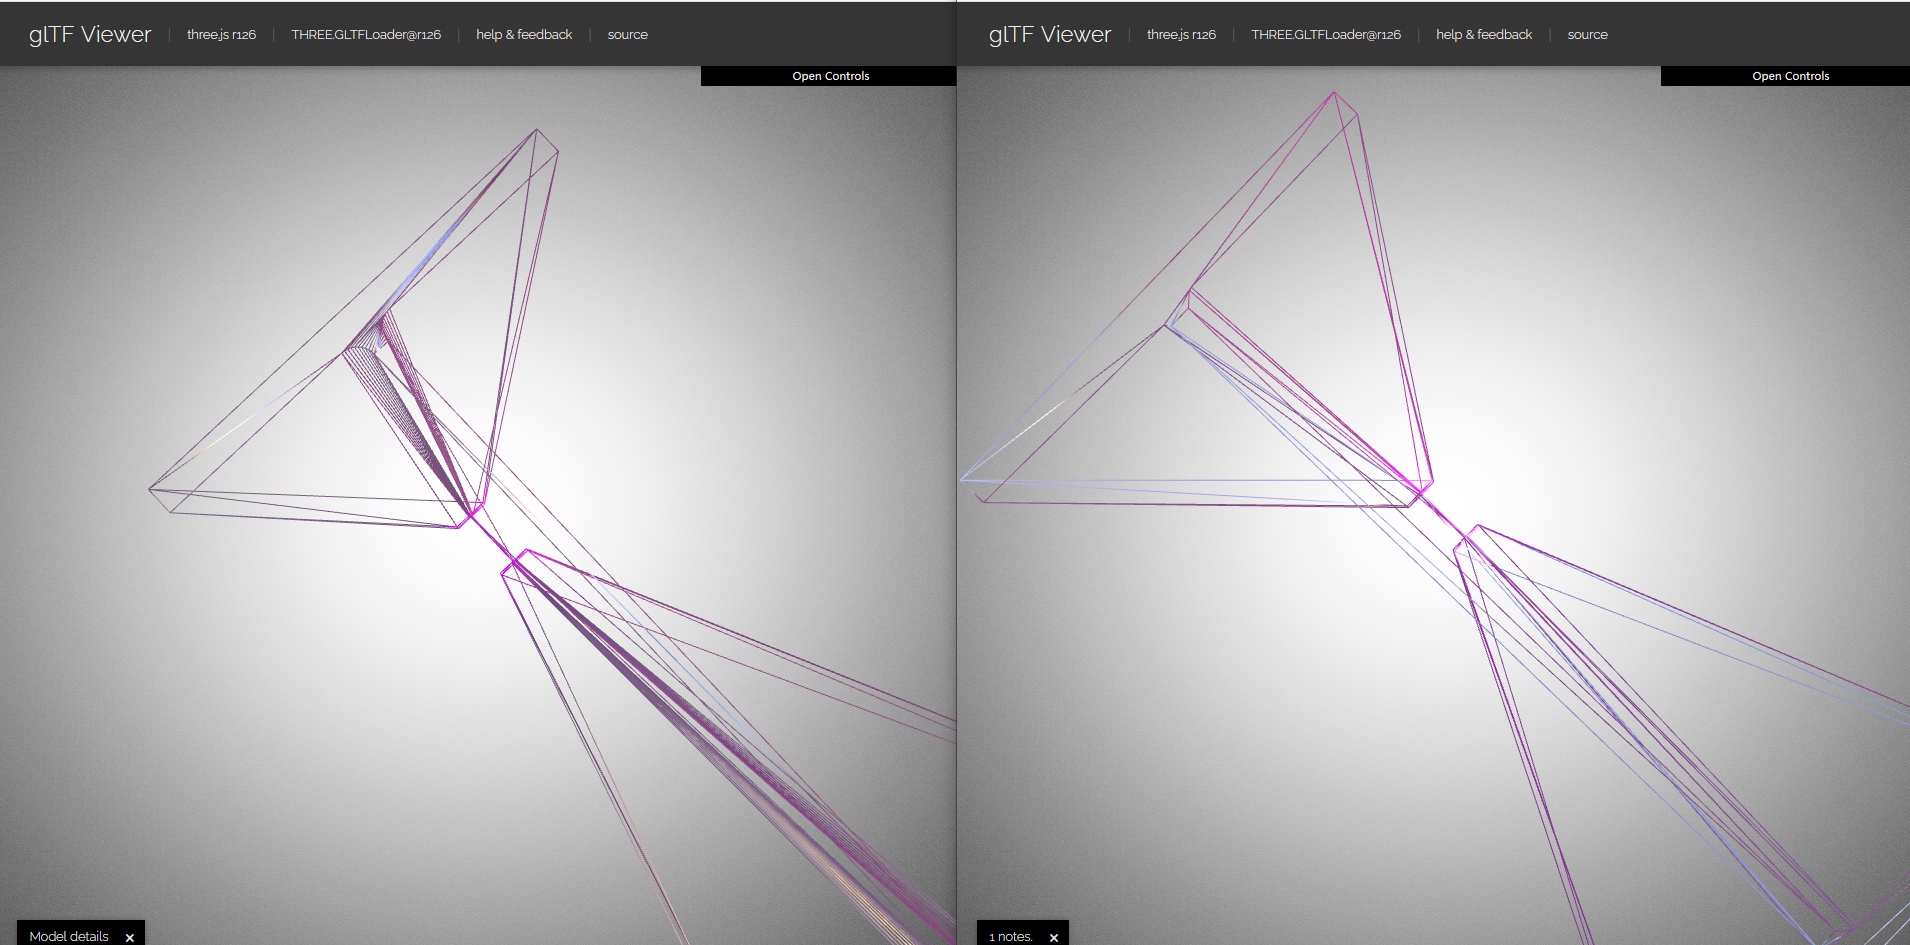 glTF Viewer | three.js r126 | THREE.GLTFLoader@r126 | help & feedback | source
Open Controls
Model details ×
glTF Viewer | three.js r126 | THREE.GLTFLoader@r126 | help & feedback | source
Open Controls
1 notes. ×